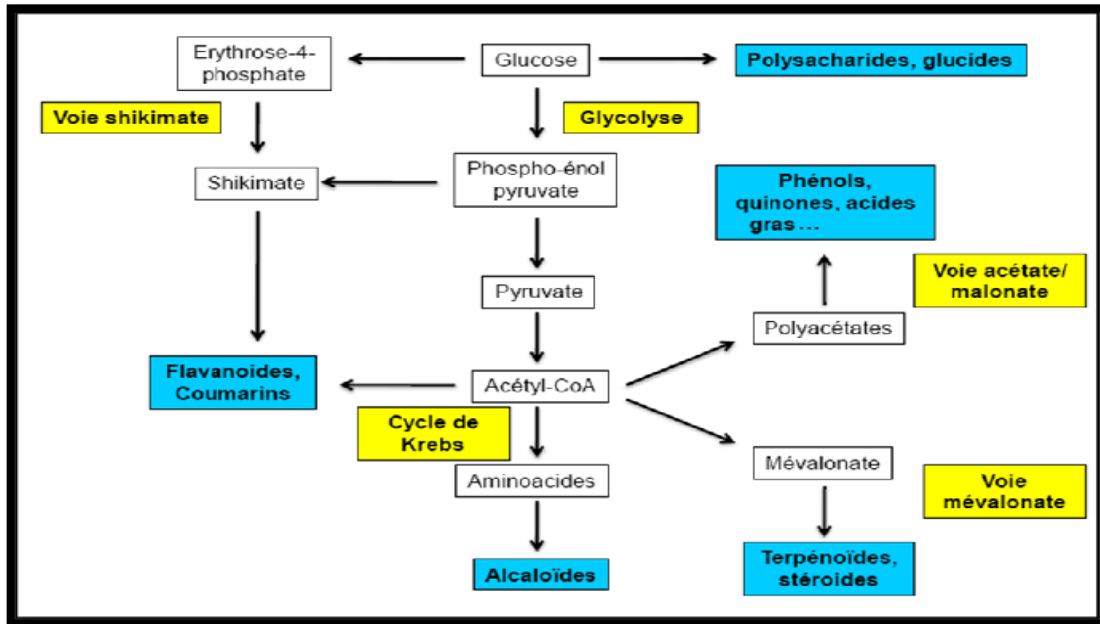 Erythrose-4-
phosphate
Glucose
Polysacharides, glucides
Voie shikimate
Glycolyse
Shikimate
Phospho-énol
pyruvate
Phénols,
quinones, acides
gras ...
Voie acétate/
malonate
Pyruvate
Polyacétates
Flavanoides,
Coumarins
Acétyl-CoA
Cycle de
Krebs
Mévalonate
Voie
mévalonate
Aminoacides
Alcaloïdes
Terpénoïdes,
stéroides